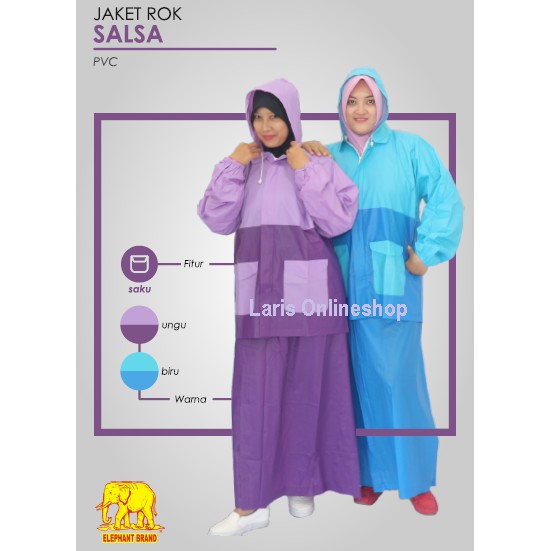 JAKET ROK
SALSA
PVC
Fitur
saku
Laris Onlineshop
ungu
biru
Warna
ELEPHANT BRAND